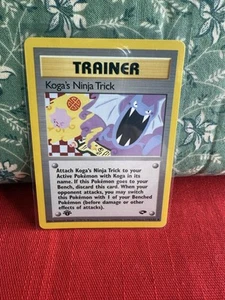 TRAINER
Koga's Ninja Trick
Attach Koga's Ninja Trick to your
Active Pokémon with Koga in its
name. If this Pokémon goes to your
Bench, discard this card. When your
opponent attacks, you may switch
this Pokémon with 1 of your Benched
Pokémon (before damage or other
effects of attacks).